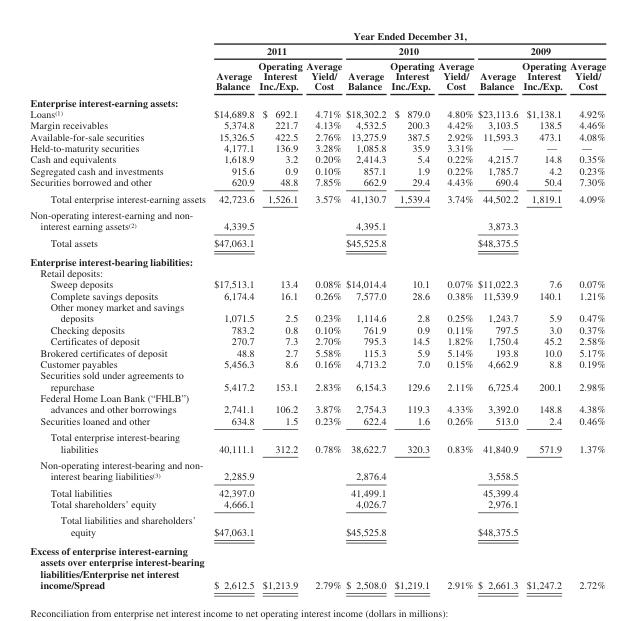 Year Ended December 31,
2011 2010 2009
Average Balance Operating Interest Inc./Exp. Average Yield/ Cost Average Balance Operating Interest Inc./Exp. Average Yield/ Cost Average Balance Operating Interest Inc./Exp. Average Yield/ Cost
Enterprise interest-earning assets:
Loans(1) $14,689.8 $ 692.1 4.71% $18,302.2 $ 879.0 4.80% $23,113.6 $1,138.1 4.92%
Margin receivables 5,374.8 221.7 4.13% 4,532.5 200.3 4.42% 3,103.5 138.5 4.46%
Available-for-sale securities 15,326.5 422.5 2.76% 13,275.9 387.5 2.92% 11,593.3 473.1 4.08%
Held-to-maturity securities 4,177.1 136.9 3.28% 1,085.8 35.9 3.31% — — —
Cash and equivalents 1,618.9 3.2 0.20% 2,414.3 5.4 0.22% 4,215.7 14.8 0.35%
Segregated cash and investments 915.6 0.9 0.10% 857.1 1.9 0.22% 1,785.7 4.2 0.23%
Securities borrowed and other 620.9 48.8 7.85% 662.9 29.4 4.43% 690.4 50.4 7.30%
Total enterprise interest-earning assets 42,723.6 1,526.1 3.57% 41,130.7 1,539.4 3.74% 44,502.2 1,819.1 4.09%
Non-operating interest-earning and non-
interest earning assets(2) 4,339.5 4,395.1 3,873.3
Total assets $47,063.1 $45,525.8 $48,375.5
Enterprise interest-bearing liabilities:
Retail deposits:
Sweep deposits $17,513.1 13.4 0.08% $14,014.4 10.1 0.07% $11,022.3 7.6 0.07%
Complete savings deposits 6,174.4 16.1 0.26% 7,577.0 28.6 0.38% 11,539.9 140.1 1.21%
Other money market and savings
deposits 1,071.5 2.5 0.23% 1,114.6 2.8 0.25% 1,243.7 5.9 0.47%
Checking deposits 783.2 0.8 0.10% 761.9 0.9 0.11% 797.5 3.0 0.37%
Certificates of deposit 270.7 7.3 2.70% 795.3 14.5 1.82% 1,750.4 45.2 2.58%
Brokered certificates of deposit 48.8 2.7 5.58% 115.3 5.9 5.14% 193.8 10.0 5.17%
Customer payables 5,456.3 8.6 0.16% 4,713.2 7.0 0.15% 4,662.9 8.8 0.19%
Securities sold under agreements to
repurchase 5,417.2 153.1 2.83% 6,154.3 129.6 2.11% 6,725.4 200.1 2.98%
Federal Home Loan Bank (“FHLB”)
advances and other borrowings 2,741.1 106.2 3.87% 2,754.3 119.3 4.33% 3,392.0 148.8 4.38%
Securities loaned and other 634.8 1.5 0.23% 622.4 1.6 0.26% 513.0 2.4 0.46%
Total enterprise interest-bearing
liabilities 40,111.1 312.2 0.78% 38,622.7 320.3 0.83% 41,840.9 571.9 1.37%
Non-operating interest-bearing and non-
interest bearing liabilities(3) 2,285.9 2,876.4 3,558.5
Total liabilities 42,397.0 41,499.1 45,399.4
Total shareholders’ equity 4,666.1 4,026.7 2,976.1
Total liabilities and shareholders’
equity $47,063.1 $45,525.8 $48,375.5
Excess of enterprise interest-earning
assets over enterprise interest-bearing
liabilities/Enterprise net interest
income/Spread $ 2,612.5 $1,213.9 2.79% $ 2,508.0 $1,219.1 2.91% $ 2,661.3 $1,247.2 2.72%
Reconciliation from enterprise net interest income to net operating interest income (dollars in millions):